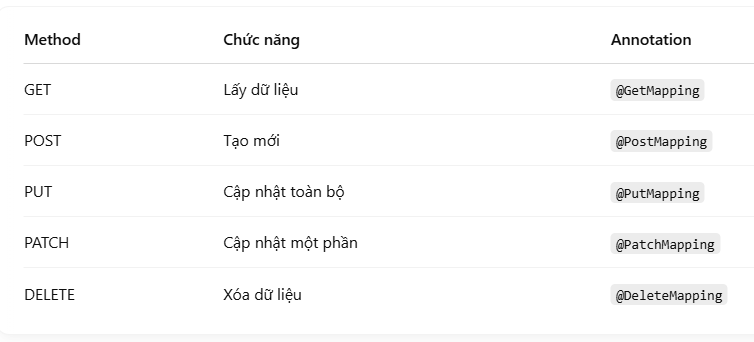 Method Chức năng Annotation
GET Lấy dữ liệu @GetMapping
POST Tạo mới @PostMapping
PUT Cập nhật toàn bộ @PutMapping
PATCH Cập nhật một phần @PatchMapping
DELETE Xóa dữ liệu @DeleteMapping